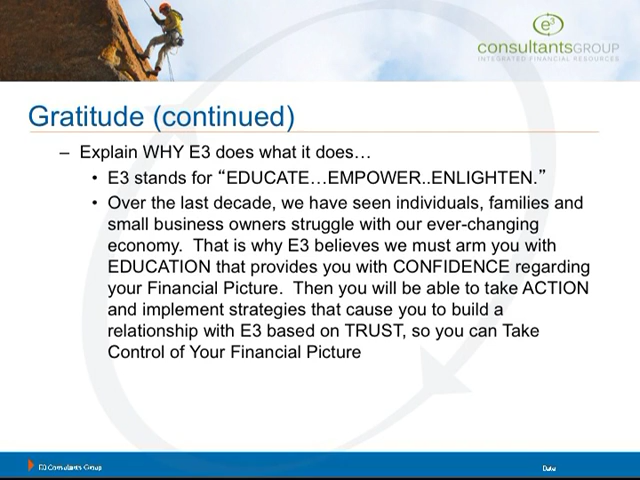 e3
consultantsGROUP
INTEGRATED FINANCIAL RESOURCES
Gratitude (continued)
– Explain WHY E3 does what it does…
• E3 stands for “EDUCATE…EMPOWER..ENLIGHTEN.”
• Over the last decade, we have seen individuals, families and
small business owners struggle with our ever-changing
economy. That is why E3 believes we must arm you with
EDUCATION that provides you with CONFIDENCE regarding
your Financial Picture. Then you will be able to take ACTION
and implement strategies that cause you to build a
relationship with E3 based on TRUST, so you can Take
Control of Your Financial Picture
E3 Consultants Group
Date